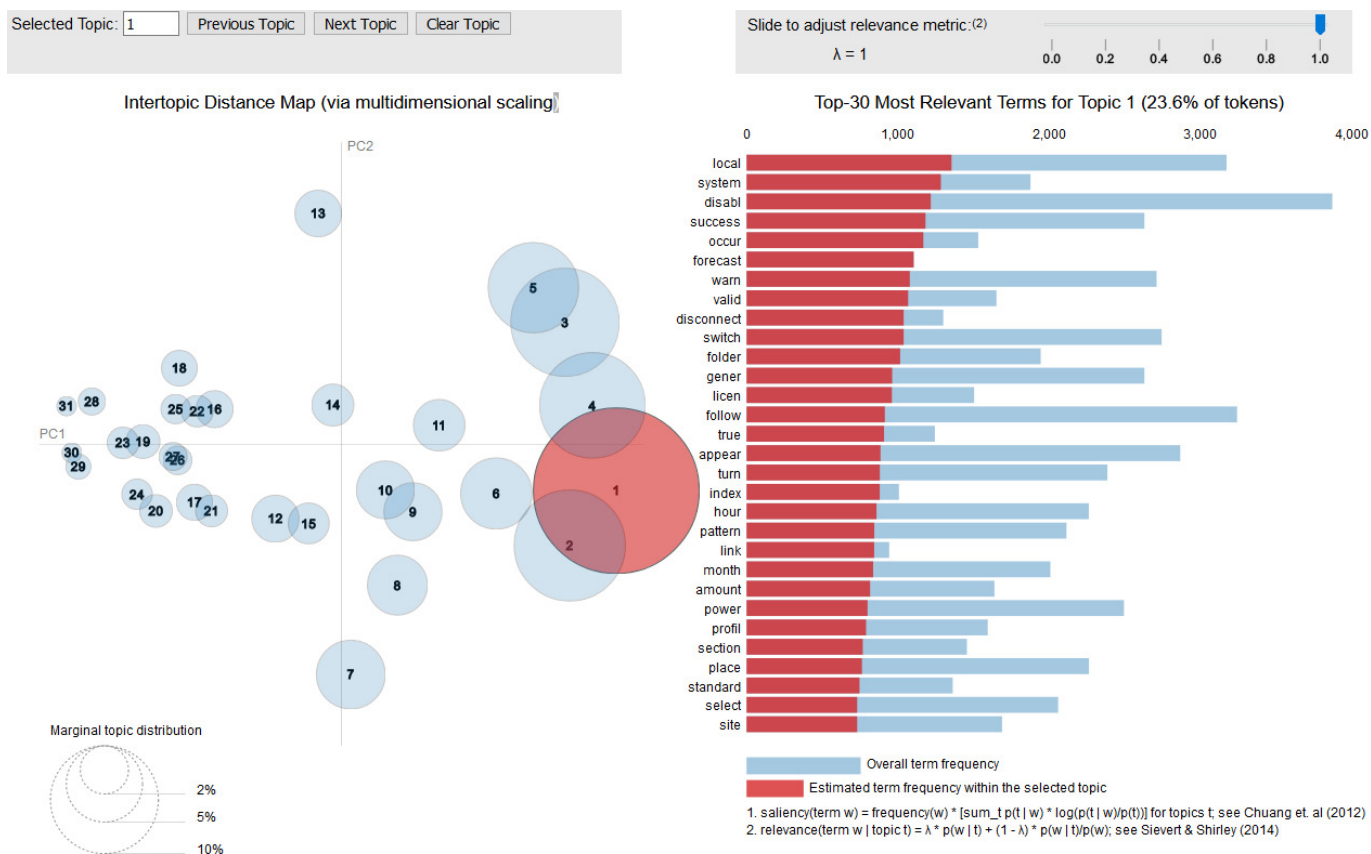 Selected Topic: 1 Previous Topic Next Topic Clear Topic
Slide to adjust relevance metric:(2)
λ = 1
0.0 0.2 0.4 0.6 0.8 1.0
Intertopic Distance Map (via multidimensional scaling)
PC2
PC1
13
5
3
18
4
31
28
25
22
16
14
11
23
19
30
29
27
26
24
20
17
21
12
15
10
9
6
1
2
8
7
Marginal topic distribution
2%
5%
10%
Top-30 Most Relevant Terms for Topic 1 (23.6% of tokens)
0 1,000 2,000 3,000 4,000
local
system
disabl
success
occur
forecast
warn
valid
disconnect
switch
folder
gener
licen
follow
true
appear
turn
index
hour
pattern
link
month
amount
power
profil
section
place
standard
select
site
Overall term frequency
Estimated term frequency within the selected topic
1. saliency(term w) = frequency(w) * [sum_t p(t | w) * log(p(t | w)/p(t))] for topics t; see Chuang et. al (2012)
2. relevance(term w | topic t) = λ * p(w | t) + (1 - λ) * p(w | t)/p(w); see Sievert & Shirley (2014)